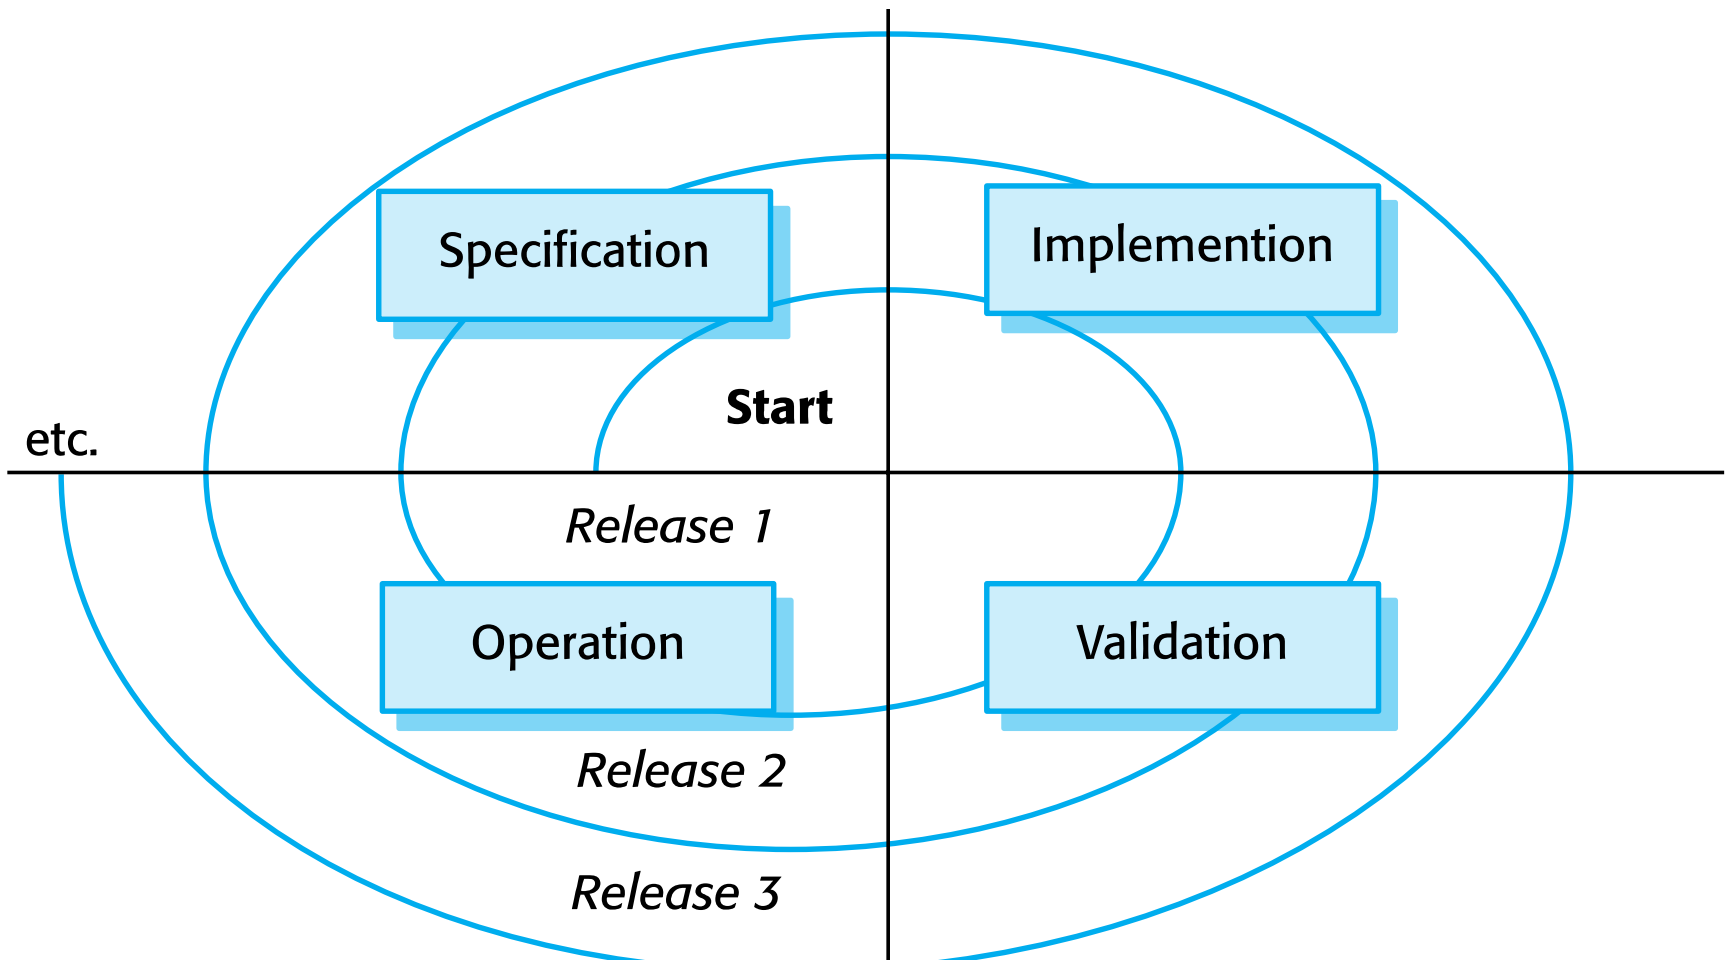 Specification
Implemention
Start
etc.
Release 1
Operation
Validation
Release 2
Release 3